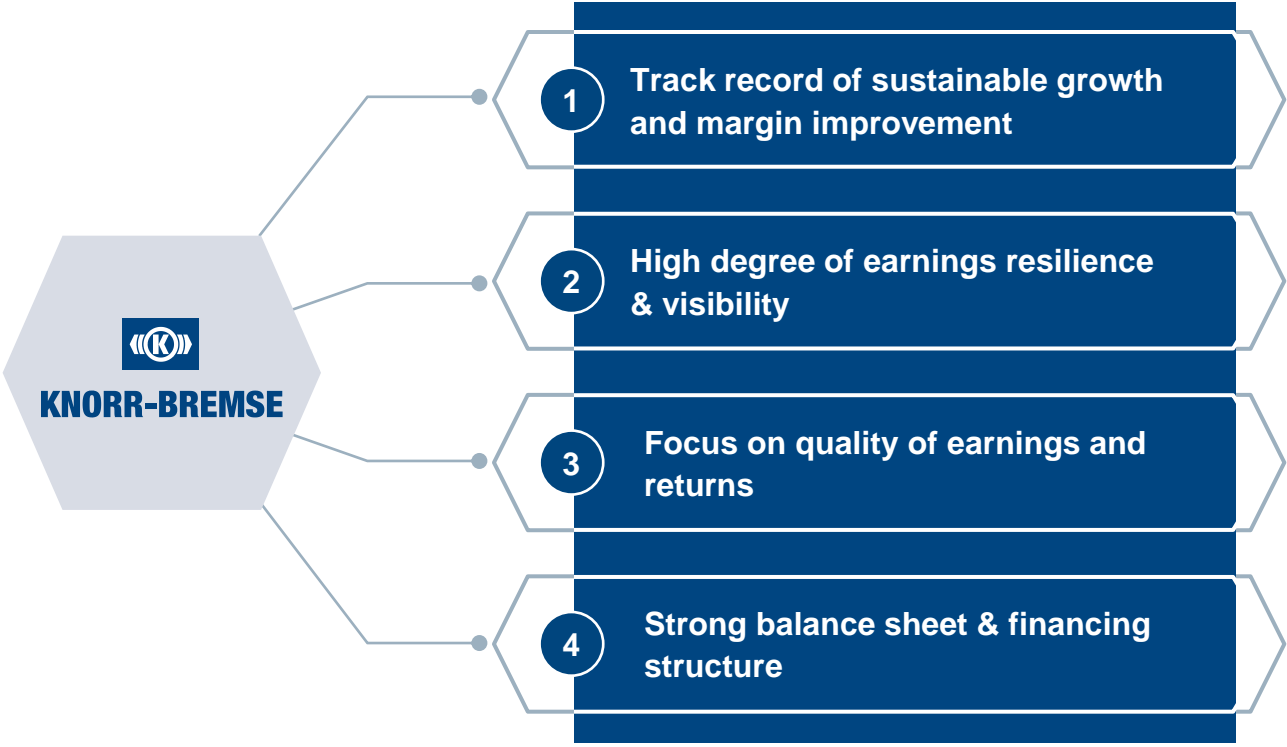 K
KNORR-BREMSE
1
Track record of sustainable growth
and margin improvement
2
High degree of earnings resilience
& visibility
3
Focus on quality of earnings and
returns
4
Strong balance sheet & financing
structure